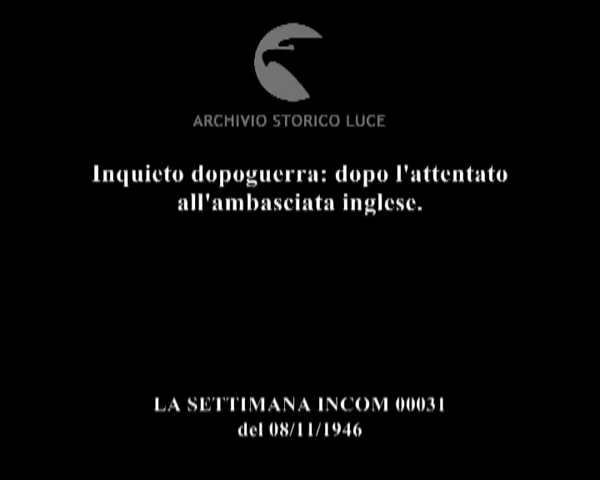 ARCHIVIO STORICO LUCE
Inquieto dopoguerra: dopo l'attentato
all'ambasciata inglese.
LA SETTIMANA INCOM 00031
del 08/11/1946